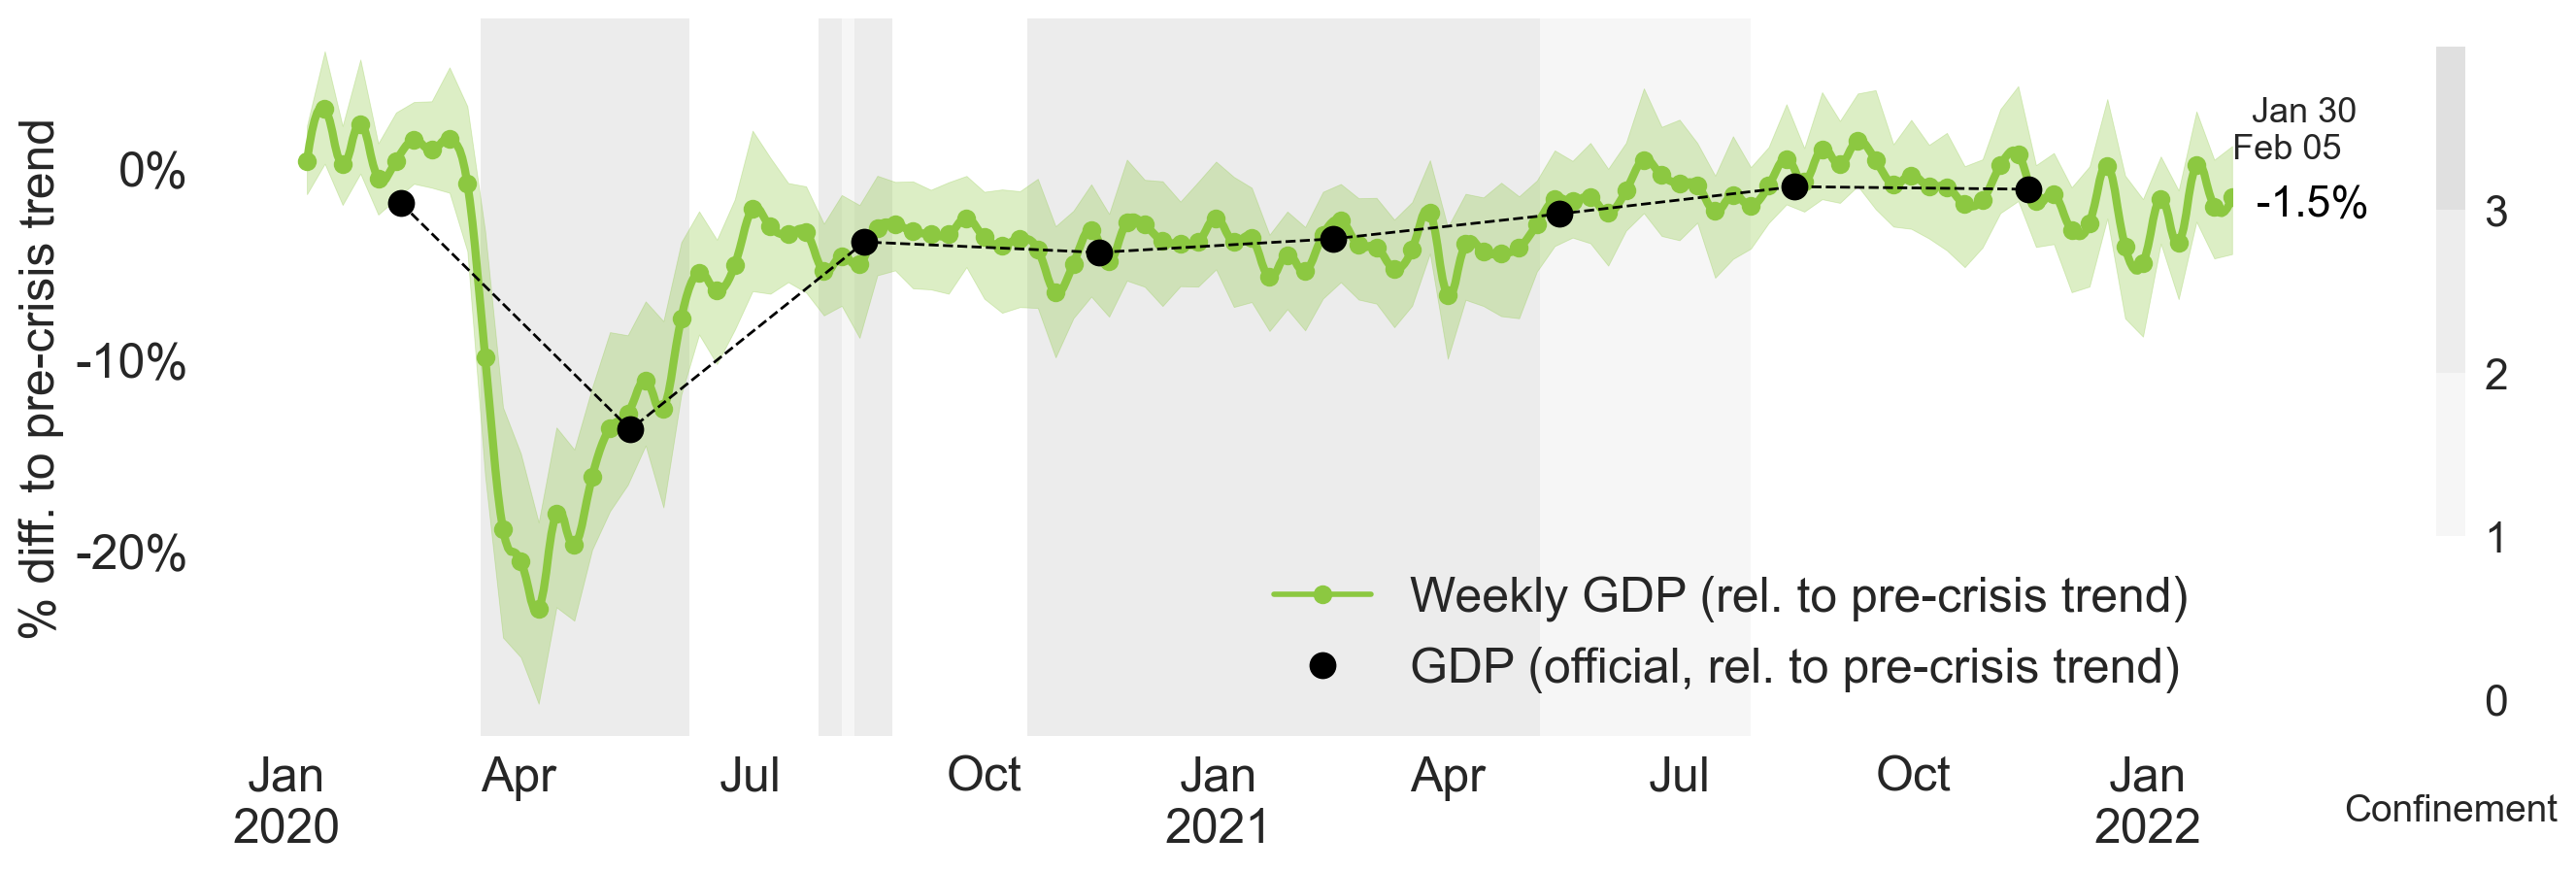 % diff. to pre-crisis trend
0%
-10%
-20%
Jan 30
Feb 05
-1.5%
3
2
1
0
Weekly GDP (rel. to pre-crisis trend)
GDP (official, rel. to pre-crisis trend)
Jan Apr Jul Oct Jan Apr Jul Oct Jan
2020 2021 2022
Confinement